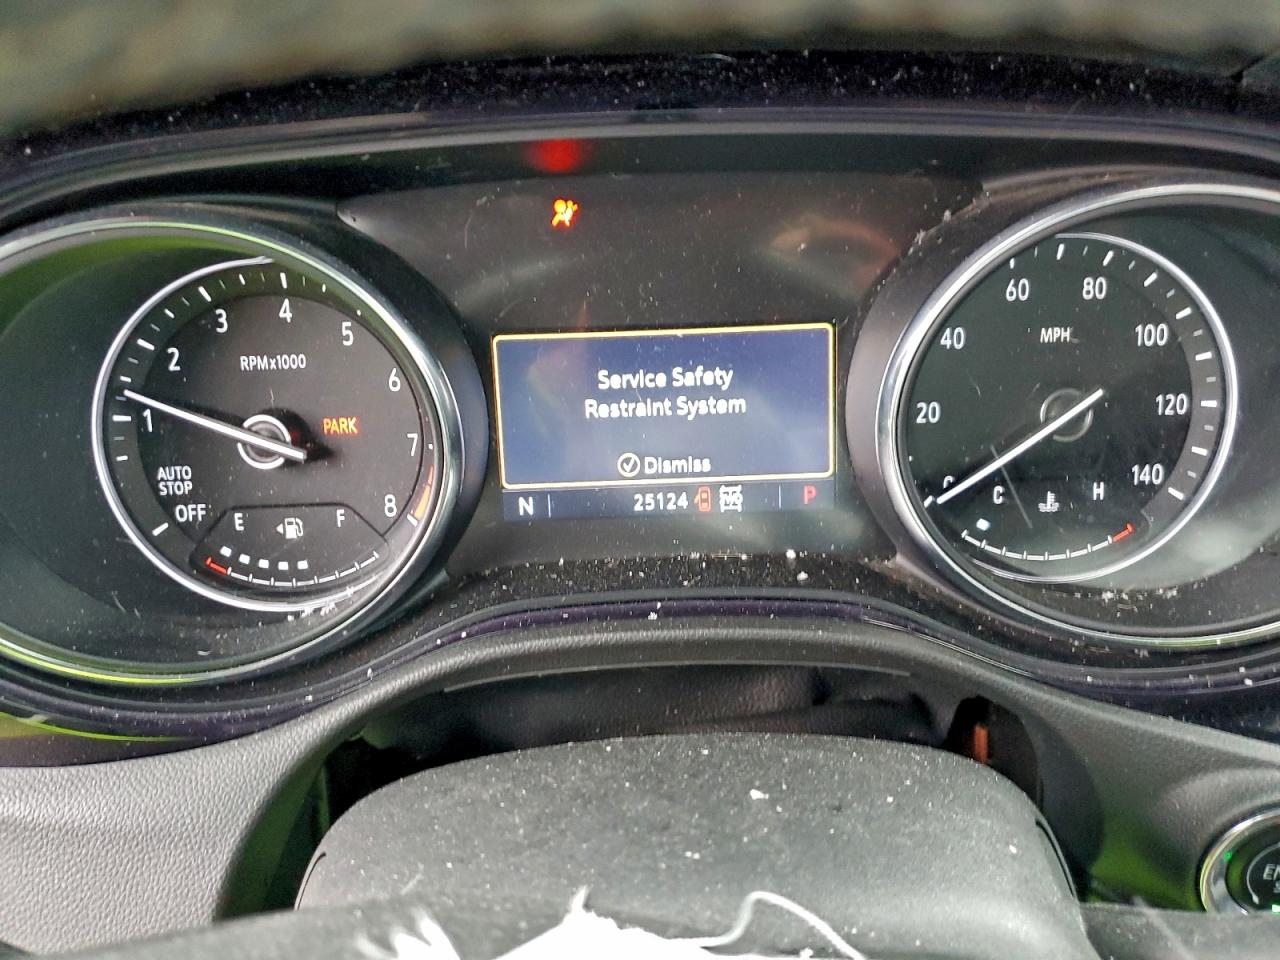 1
2
3
4
5
6
7
8
RPMx1000
PARK
AUTO
STOP
OFF
E
F
Service Safety
Restraint System
Dismiss
N 25124 P
20
40
60
80
100
120
140
MPH
C
H